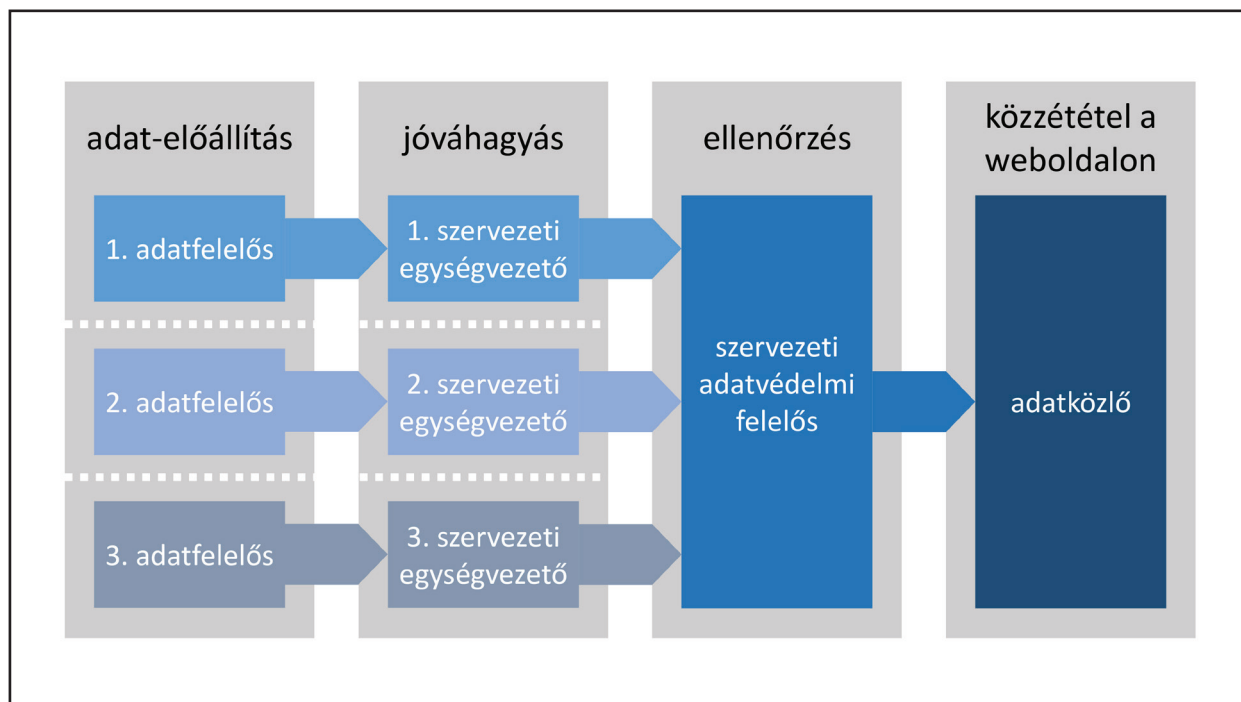 adat-előállítás
1. adatfelelős
2. adatfelelős
3. adatfelelős
jóváhagyás
1. szervezeti
egységvezető
2. szervezeti
egységvezető
3. szervezeti
egységvezető
ellenőrzés
szervezeti
adatvédelmi
felelős
közzététel a
weboldalon
adatközlő